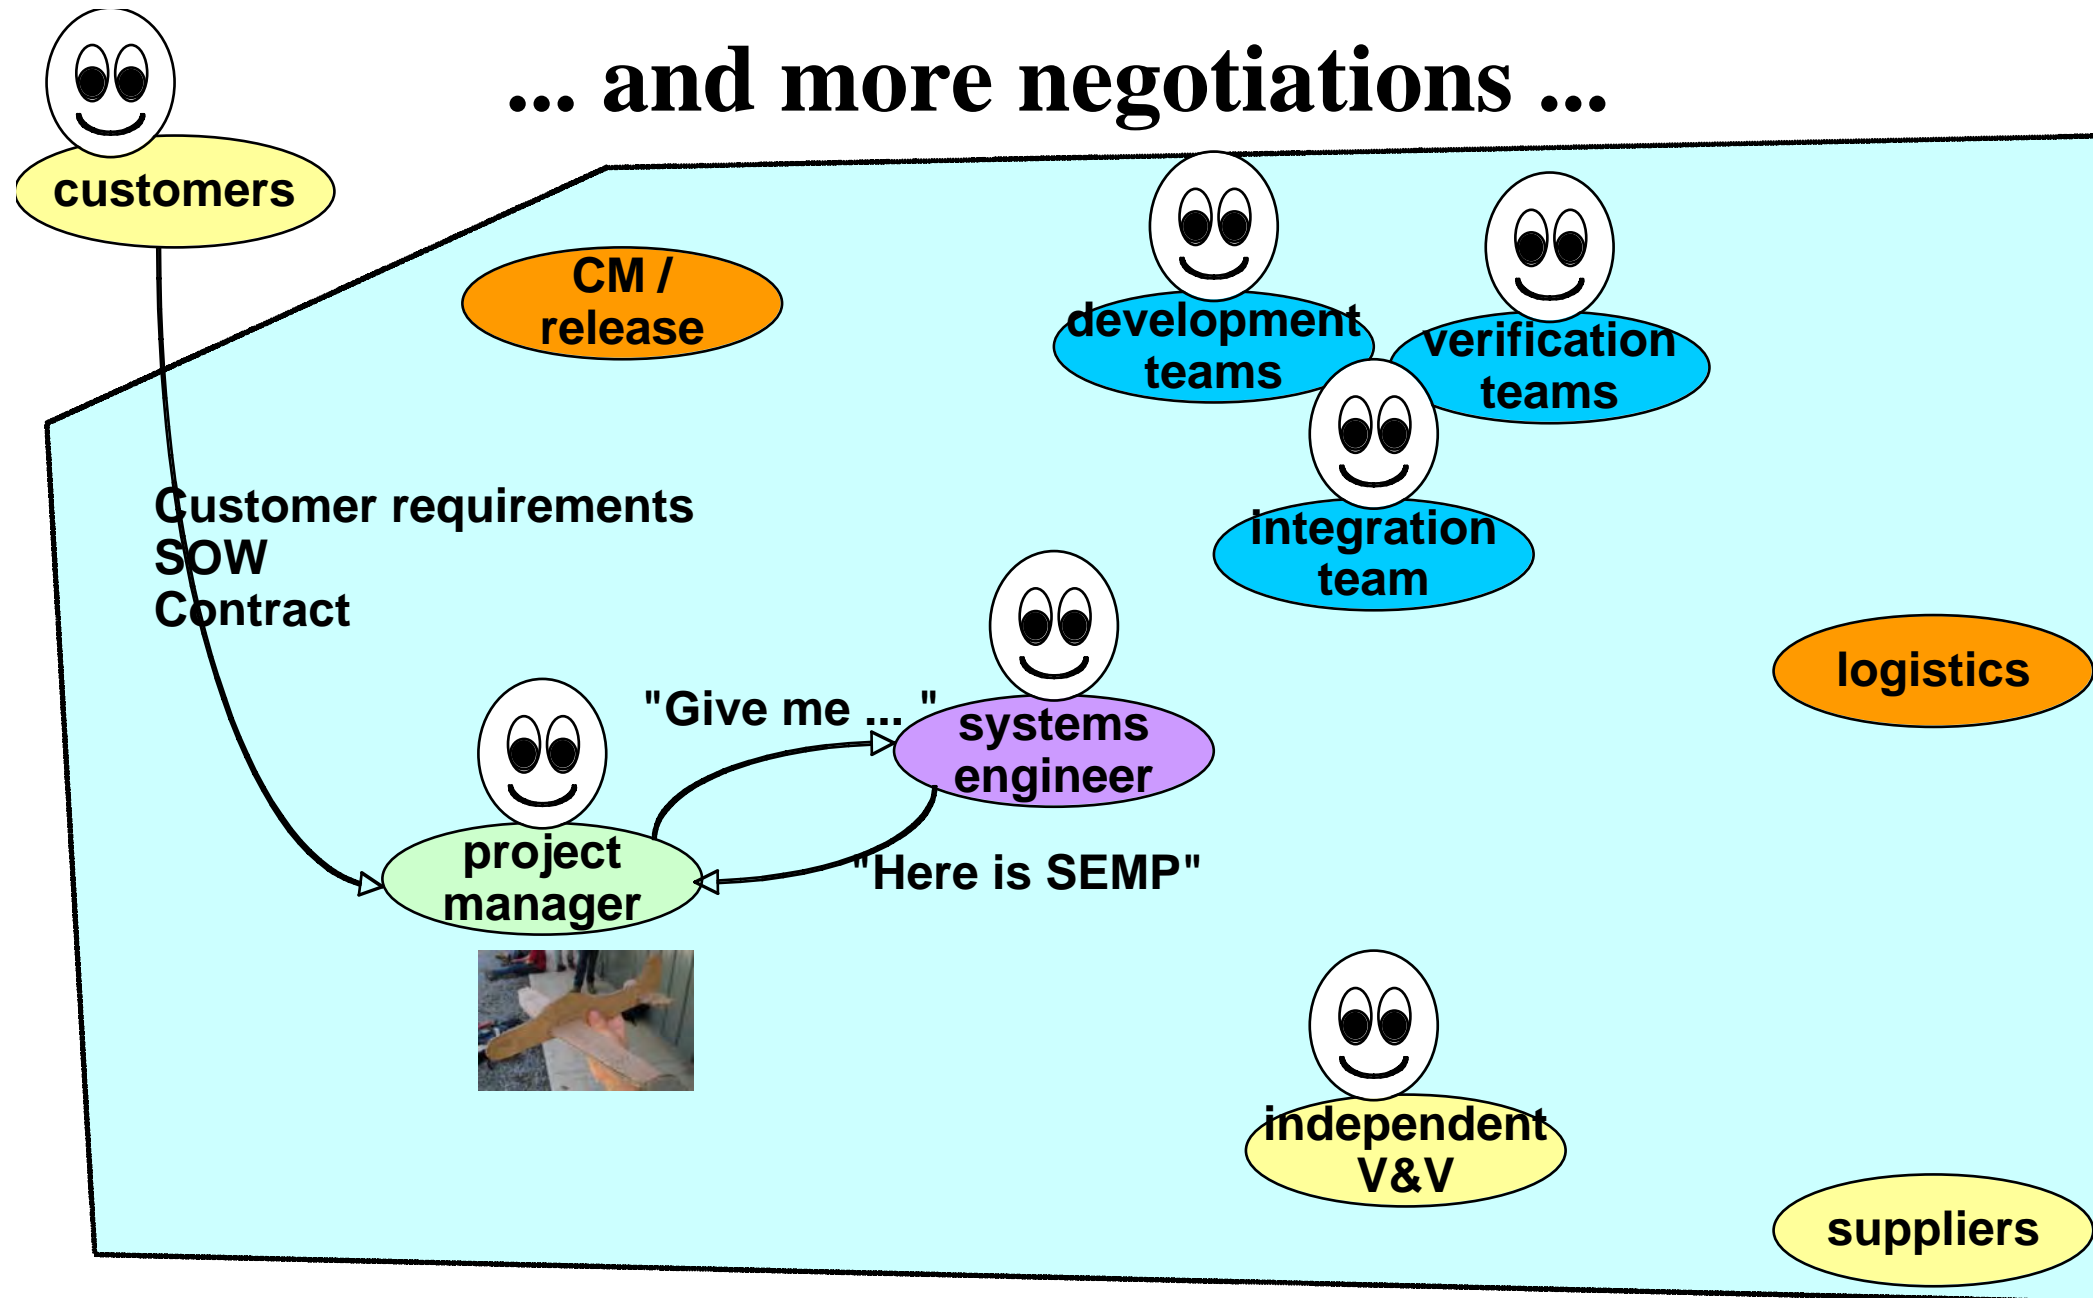 ... and more negotiations ...
customers
CM /
release
development
teams
verification
teams
integration
team
Customer requirements
SOW
Contract
logistics
"Give me ... "
systems
engineer
project
manager
"Here is SEMP"
independent
V&V
suppliers